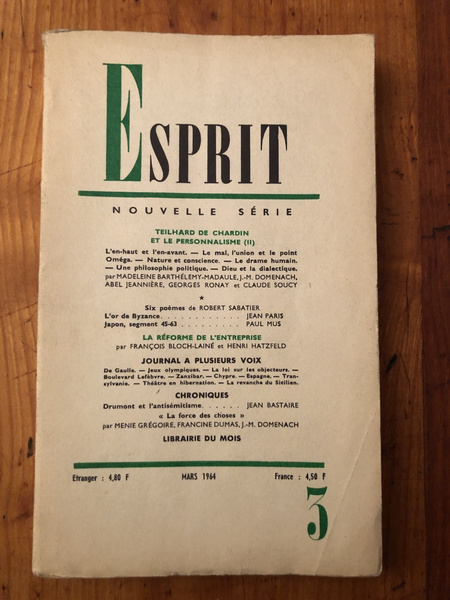 ESPRIT
NOUVELLE SÉRIE
TEILHARD DE CHARDIN
ET LE PERSONNALISME (II)
L'en-haut et l'en-avant. — Le mal, l'union et le point
Oméga. — Nature et conscience. — Le drame humain.
— Une philosophie politique. — Dieu et la dialectique.
par MADELEINE BARTHÉLEMY-MADAULE, J.-M. DOMENACH,
ABEL JEANNIÈRE, GEORGES RONAY et CLAUDE SOUCY
★
Six poèmes de ROBERT SABATIER
L'or de Byzance. . . . . . . . . . . JEAN PARIS
Japon, segment 45-63 . . . . . . . . . PAUL MUS
LA RÉFORME DE L'ENTREPRISE
par FRANÇOIS BLOCH-LAINÉ et HENRI HATZFELD
JOURNAL A PLUSIEURS VOIX
De Gaulle. — Jeux olympiques. — La loi sur les objecteurs. —
Boulevard Lefebvre. — Zanzibar. — Chypre. — Espagne. — Tran-
sylvanie. — Théâtre en hibernation. — La revanche du Sicilien.
CHRONIQUES
Drumont et l'antisémitisme. . . . . . JEAN BASTAIRE
« La force des choses »
par MENIE GRÉGOIRE, FRANCINE DUMAS, J.-M. DOMENACH
LIBRAIRIE DU MOIS
Etranger : 4,80 F MARS 1964 France : 4,50 F
3